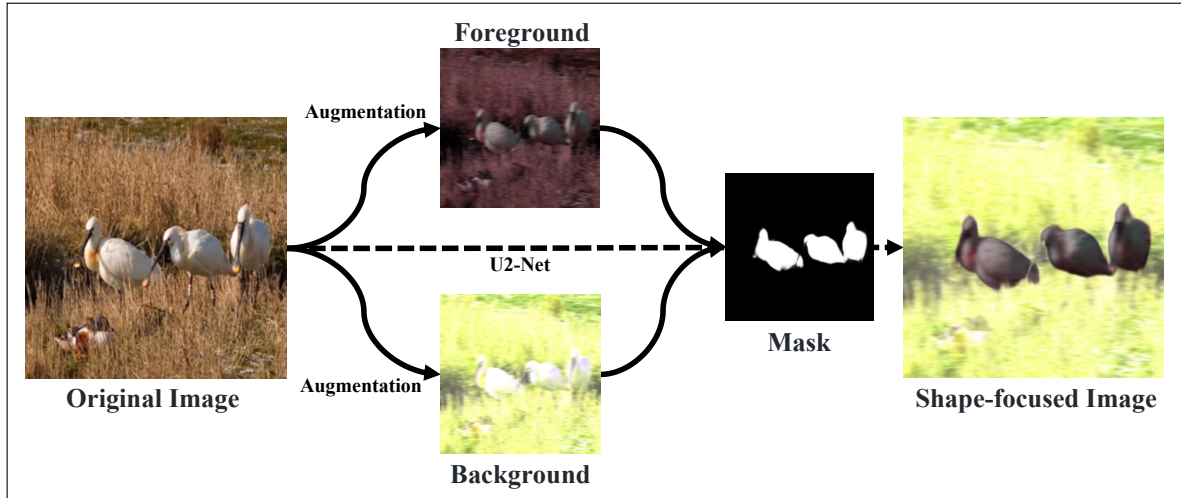 Foreground
Augmentation
U2-Net
Mask
Augmentation
Original Image
Shape-focused Image
Background